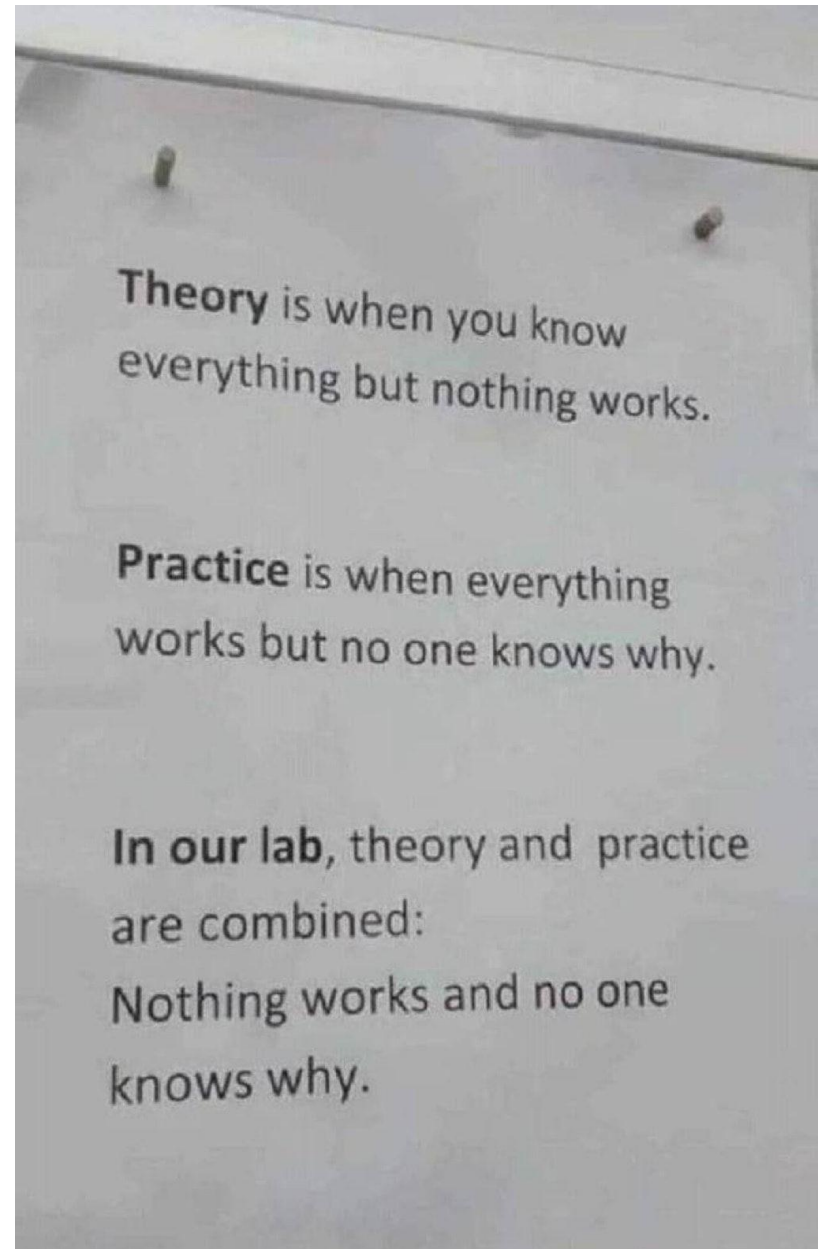 Theory is when you know
everything but nothing works.
Practice is when everything
works but no one knows why.
In our lab, theory and practice
are combined:
Nothing works and no one
knows why.